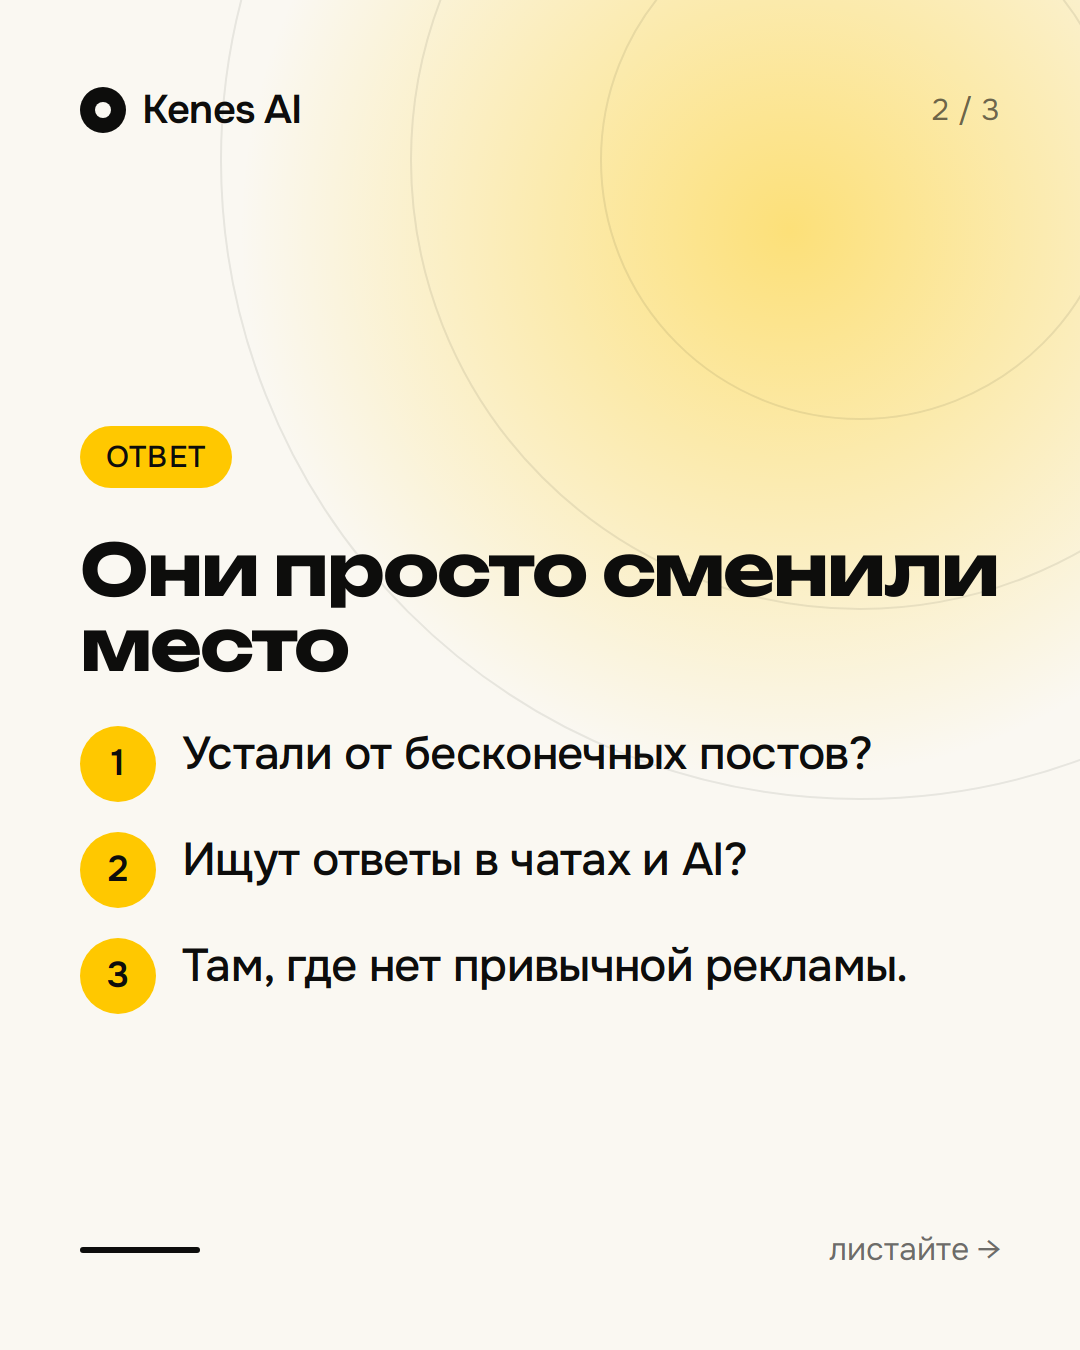 Kenes AI
2 / 3
ОТВЕТ
Они просто сменили
место
1 Устали от бесконечных постов?
2 Ищут ответы в чатах и AI?
3 Там, где нет привычной рекламы.
листайте →